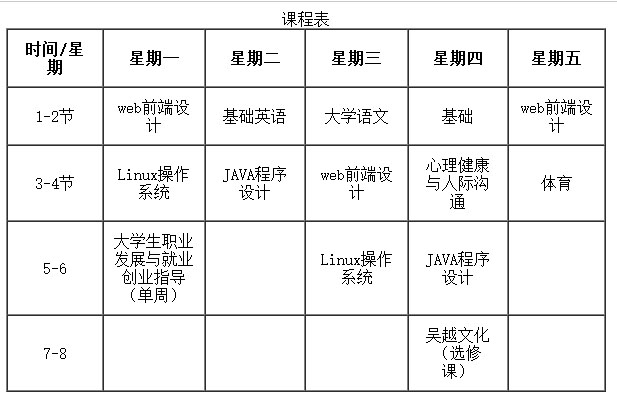 课程表
时间/星
期
星期一
星期二
星期三
星期四
星期五
1-2节
web前端设
计
基础英语
大学语文
基础
web前端设
计
3-4节
Linux操作
系统
JAVA程序
设计
web前端设
计
心理健康
与人际沟
通
体育
5-6
大学生职业
发展与就业
创业指导
（单周）
Linux操作
系统
JAVA程序
设计
7-8
吴越文化
（选修
课）